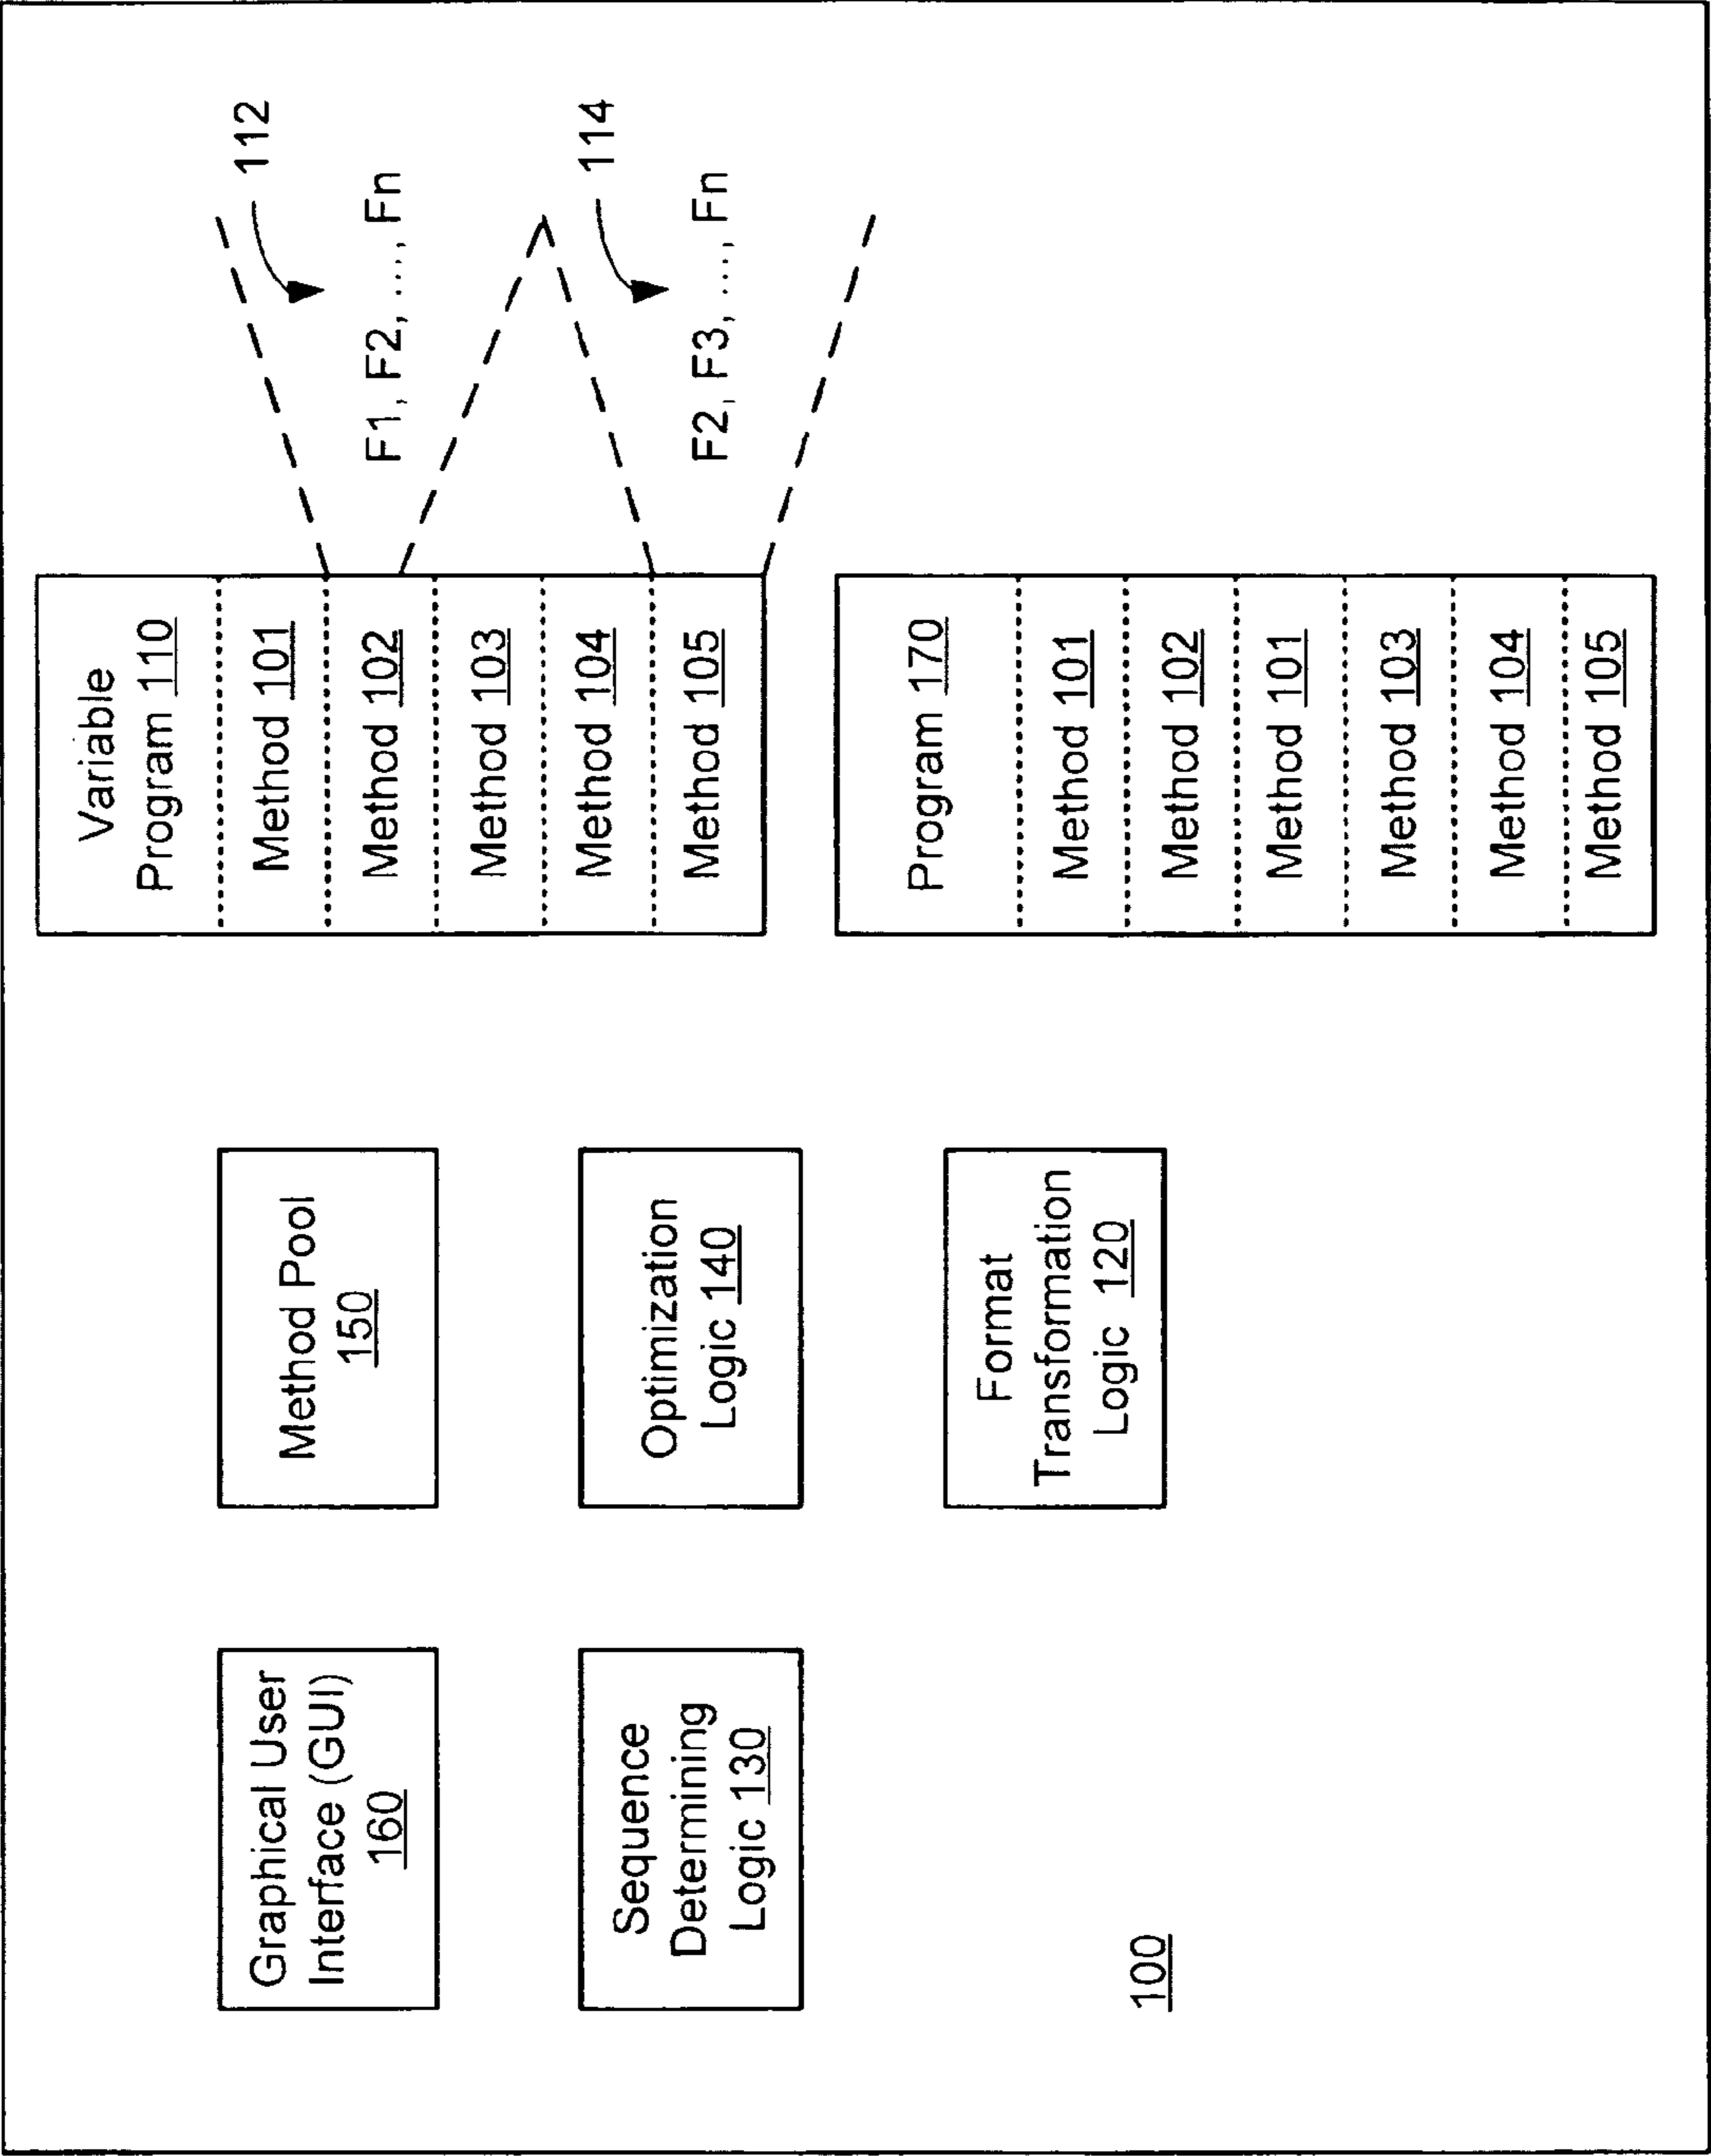 Graphical User
Interface (GUI)
160
Method Pool
150
Variable
Program 110
Method 101
Method 102
Method 103
Method 104
Method 105
112
F1, F2, ..., Fn
114
F2, F3, ..., Fn
Sequence
Determining
Logic 130
Optimization
Logic 140
Format
Transformation
Logic 120
Program 170
Method 101
Method 102
Method 101
Method 103
Method 104
Method 105
100